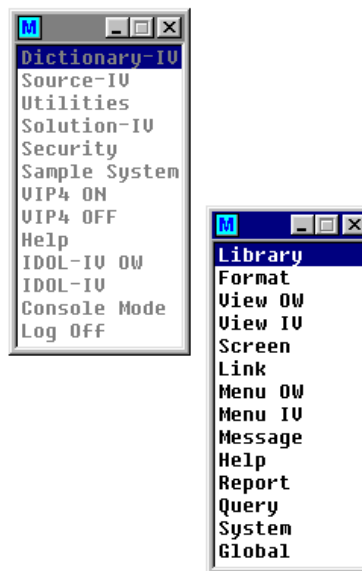 M
Dictionary-IV
Source-IV
Utilities
Solution-IV
Security
Sample System
VIP4 ON
VIP4 OFF
Help
IDOL-IV OW
IDOL-IV
Console Mode
Log Off
M
Library
Format
View OW
View IV
Screen
Link
Menu OW
Menu IV
Message
Help
Report
Query
System
Global